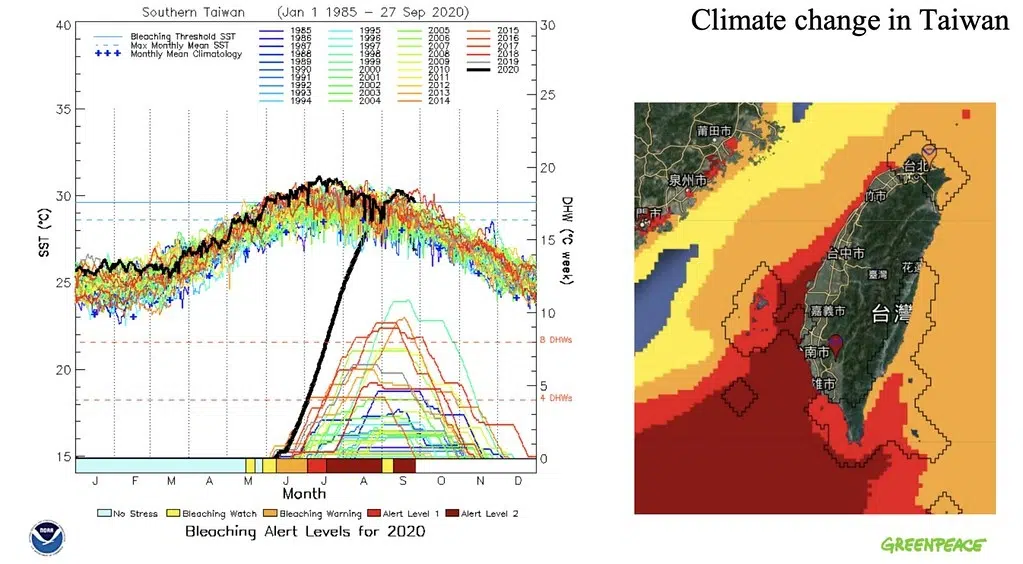 Climate change in Taiwan
Southern Taiwan (Jan 1 1985 - 27 Sep 2020)
Bleaching Threshold SST
Max Monthly Mean SST
Monthly Mean Climatology
1985
1986
1987
1988
1989
1990
1991
1992
1993
1994
1995
1996
1997
1998
1999
2000
2001
2002
2003
2004
2005
2006
2007
2008
2009
2010
2011
2012
2013
2014
2015
2016
2017
2018
2019
2020
40
35
30
25
20
15
SST (°C)
30
25
20
15
10
5
0
DHW (°C week)
8 DHWs
4 DHWs
J F M A M J J A S O N D
Month
No Stress Bleaching Watch Bleaching Warning Alert Level 1 Alert Level 2
Bleaching Alert Levels for 2020
NOAA
莆田市
泉州市
門市
台北
竹市
台中市
臺灣
花
嘉義市
台灣
南市
雄市
GREENPEACE